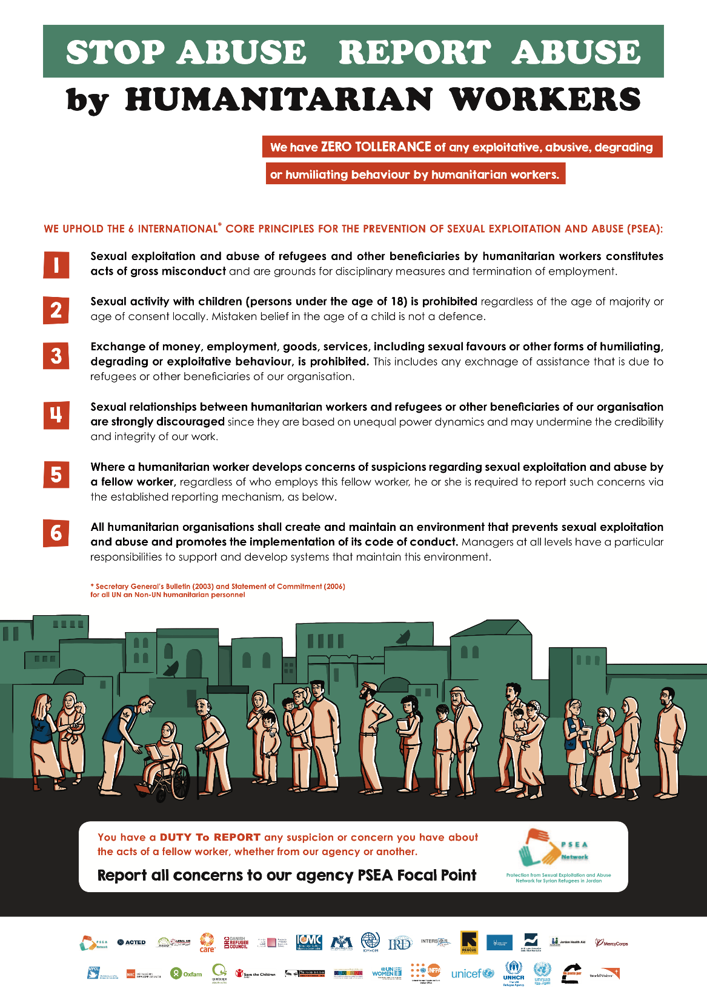 STOP ABUSE REPORT ABUSE
by HUMANITARIAN WORKERS
We have ZERO TOLLERANCE of any exploitative, abusive, degrading
or humiliating behaviour by humanitarian workers.
WE UPHOLD THE 6 INTERNATIONAL* CORE PRINCIPLES FOR THE PREVENTION OF SEXUAL EXPLOITATION AND ABUSE (PSEA):
1 Sexual exploitation and abuse of refugees and other beneficiaries by humanitarian workers constitutes
acts of gross misconduct and are grounds for disciplinary measures and termination of employment.
2 Sexual activity with children (persons under the age of 18) is prohibited regardless of the age of majority or
age of consent locally. Mistaken belief in the age of a child is not a defence.
3 Exchange of money, employment, goods, services, including sexual favours or other forms of humiliating,
degrading or exploitative behaviour, is prohibited. This includes any exchnage of assistance that is due to
refugees or other beneficiaries of our organisation.
4 Sexual relationships between humanitarian workers and refugees or other beneficiaries of our organisation
are strongly discouraged since they are based on unequal power dynamics and may undermine the credibility
and integrity of our work.
5 Where a humanitarian worker develops concerns of suspicions regarding sexual exploitation and abuse by
a fellow worker, regardless of who employs this fellow worker, he or she is required to report such concerns via
the established reporting mechanism, as below.
6 All humanitarian organisations shall create and maintain an environment that prevents sexual exploitation
and abuse and promotes the implementation of its code of conduct. Managers at all levels have a particular
responsibilities to support and develop systems that maintain this environment.
* Secretary General's Bulletin (2003) and Statement of Commitment (2006)
for all UN an Non-UN humanitarian personnel
You have a DUTY To REPORT any suspicion or concern you have about
the acts of a fellow worker, whether from our agency or another.
Report all concerns to our agency PSEA Focal Point
PSEA
Network
Protection from Sexual Exploitation and Abuse
Network for Syrian Refugees in Jordan
PSEA Network
ACTED
LEGAL AID
care
DRC DANISH REFUGEE COUNCIL
ICMC
IOM • OIM
IRD
INTERSOS
RESCUE
Jordan Health Aid
MercyCorps
NRC NORWEGIAN REFUGEE COUNCIL
Oxfam
questscope
Save the Children
UN WOMEN
UNFPA
unicef
UNHCR
The UN Refugee Agency
unrwa
الأونروا
World Vision